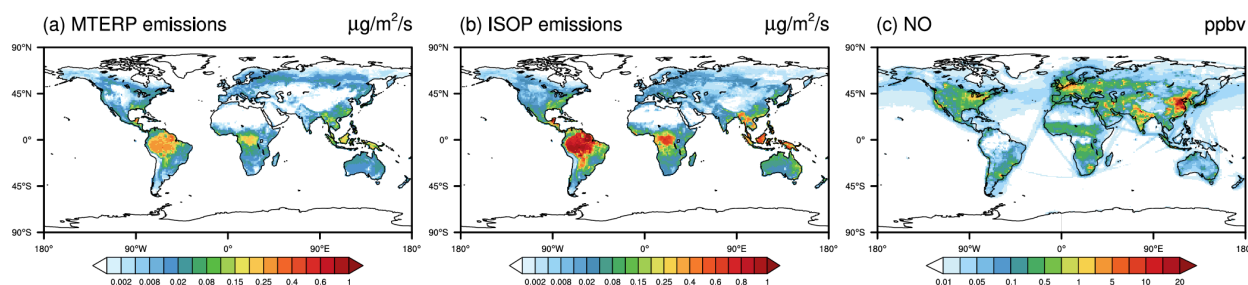 (a) MTERP emissions µg/m²/s
(b) ISOP emissions µg/m²/s
(c) NO ppbv
90°N 90°N 90°N
45°N 45°N 45°N
0° 0° 0°
45°S 45°S 45°S
90°S 90°S 90°S
180° 90°W 0° 90°E 180° 180° 90°W 0° 90°E 180° 180° 90°W 0° 90°E 180°
0.002 0.008 0.02 0.08 0.15 0.25 0.4 0.6 1
0.002 0.008 0.02 0.08 0.15 0.25 0.4 0.8 1
0.01 0.05 0.1 0.5 1 5 10 20